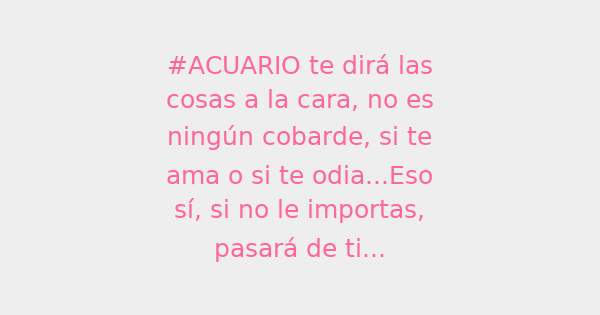 #ACUARIO te dirá las
cosas a la cara, no es
ningún cobarde, si te
ama o si te odia...Eso
sí, si no le importas,
pasará de ti...